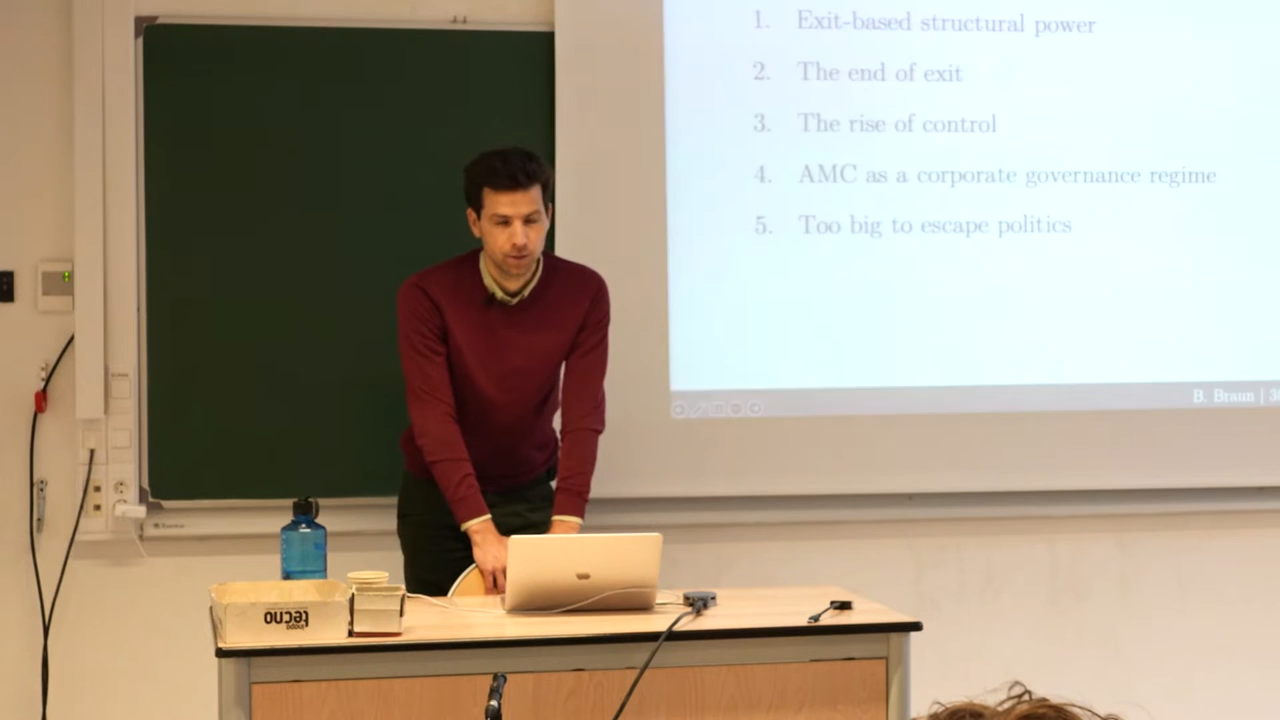 1. Exit-based structural power
2. The end of exit
3. The rise of control
4. AMC as a corporate governance regime
5. Too big to escape politics
B. Braun |
inapa
tecno